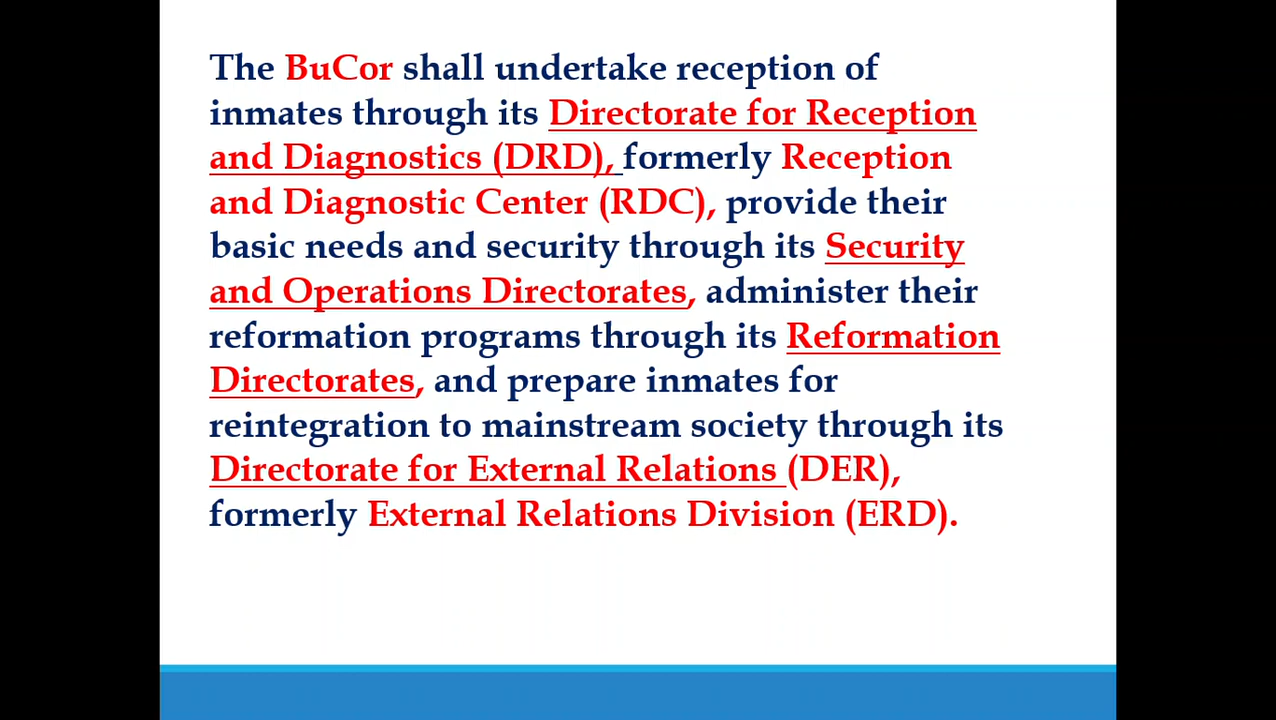 The BuCor shall undertake reception of
inmates through its Directorate for Reception
and Diagnostics (DRD), formerly Reception
and Diagnostic Center (RDC), provide their
basic needs and security through its Security
and Operations Directorates, administer their
reformation programs through its Reformation
Directorates, and prepare inmates for
reintegration to mainstream society through its
Directorate for External Relations (DER),
formerly External Relations Division (ERD).